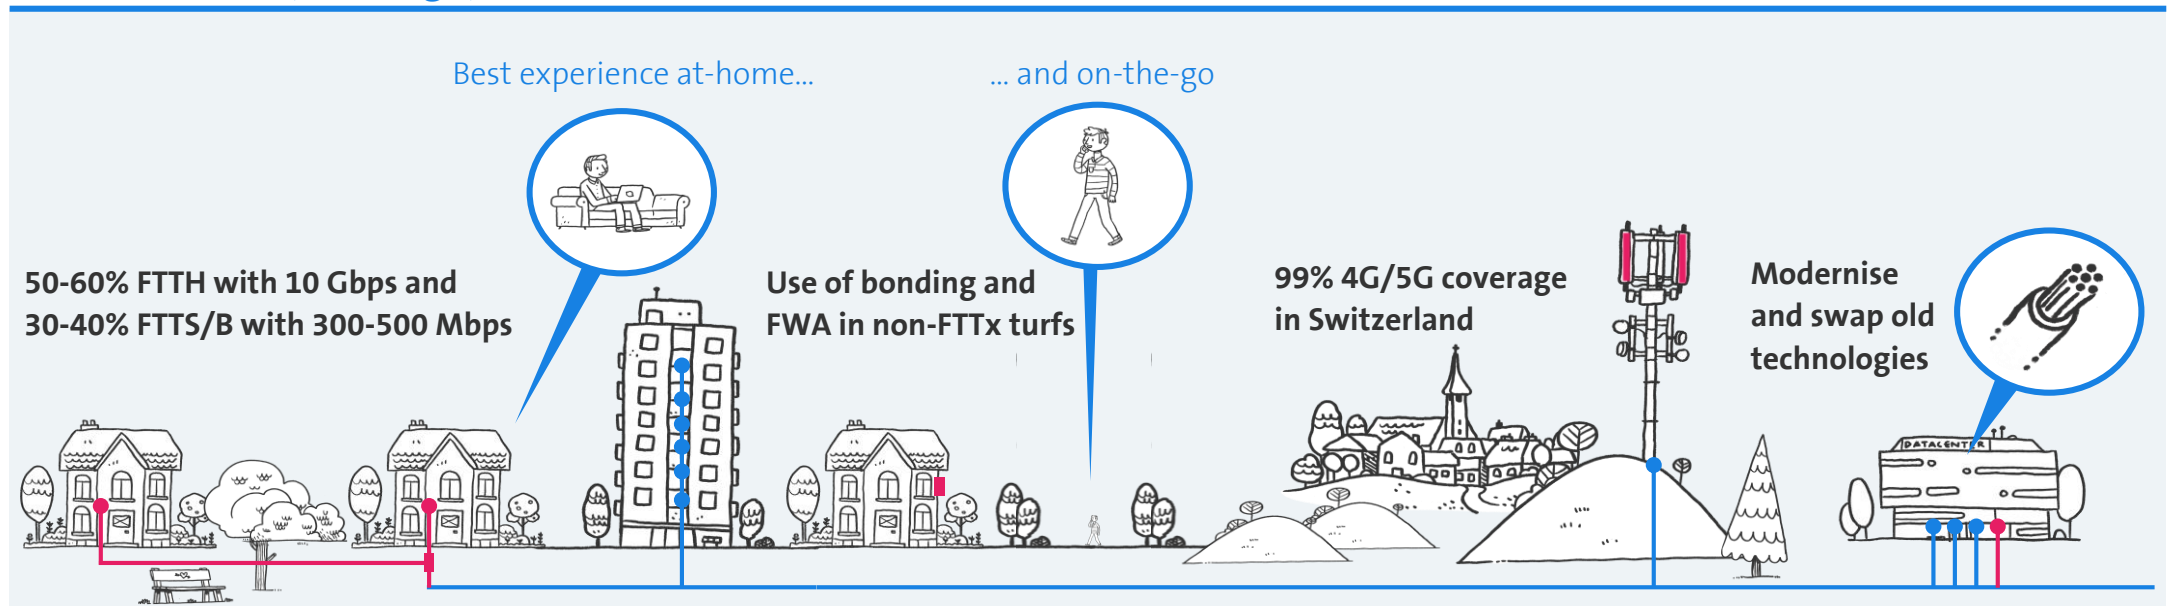 Best experience at-home...
... and on-the-go
50-60% FTTH with 10 Gbps and
30-40% FTTS/B with 300-500 Mbps
Use of bonding and
FWA in non-FTTx turfs
99% 4G/5G coverage
in Switzerland
Modernise
and swap old
technologies
DATACENTER